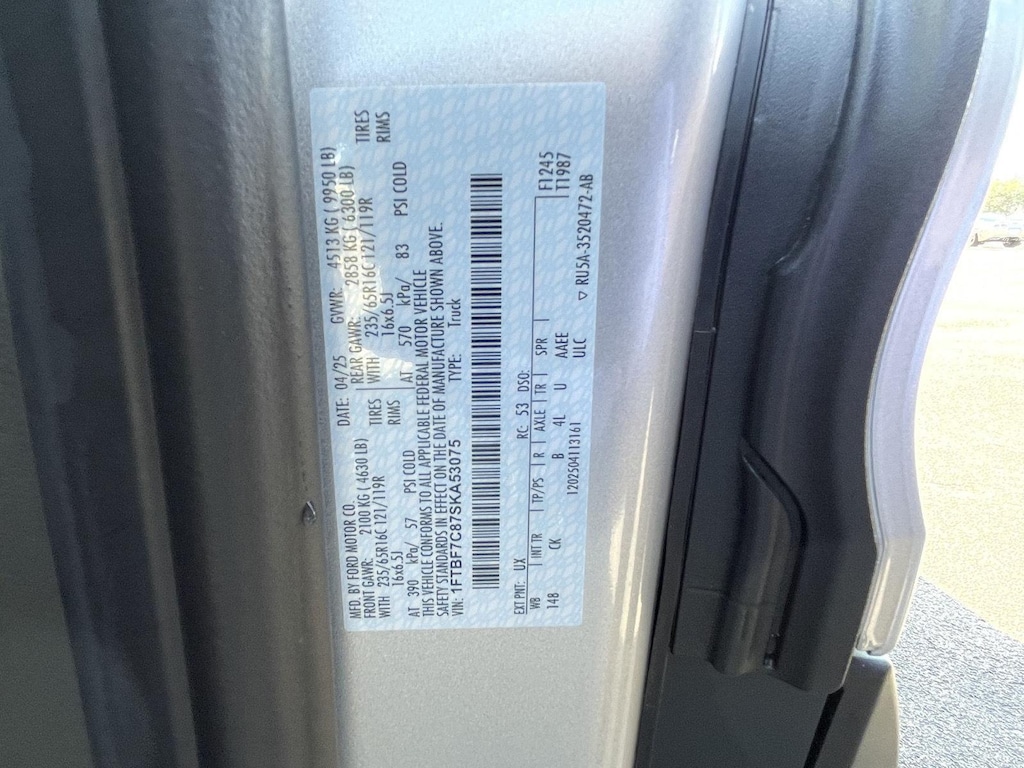 MFD. BY FORD MOTOR CO.
DATE: 04/25 GVWR: 4513 KG ( 9950 LB)
FRONT GAWR: 2100 KG ( 4630 LB) REAR GAWR: 2858 KG ( 6300 LB)
WITH 235/65R16C 121/119R TIRES WITH 235/65R16C 121/119R TIRES
16x6.5J RIMS 16x6.5J RIMS
AT 390 kPa/ 57 PSI COLD AT 570 kPa/ 83 PSI COLD
THIS VEHICLE CONFORMS TO ALL APPLICABLE FEDERAL MOTOR VEHICLE
SAFETY STANDARDS IN EFFECT ON THE DATE OF MANUFACTURE SHOWN ABOVE.
VIN: 1FTBF7C87SKA53075 TYPE: Truck
EXT PNT: UX RC: 53 DSO:
WB INT TR TP/PS R AXLE TR SPR F1245
148 CK B 4L U AAEE T1987
1202504113161 ULC
▽ RU5A-3520472-AB